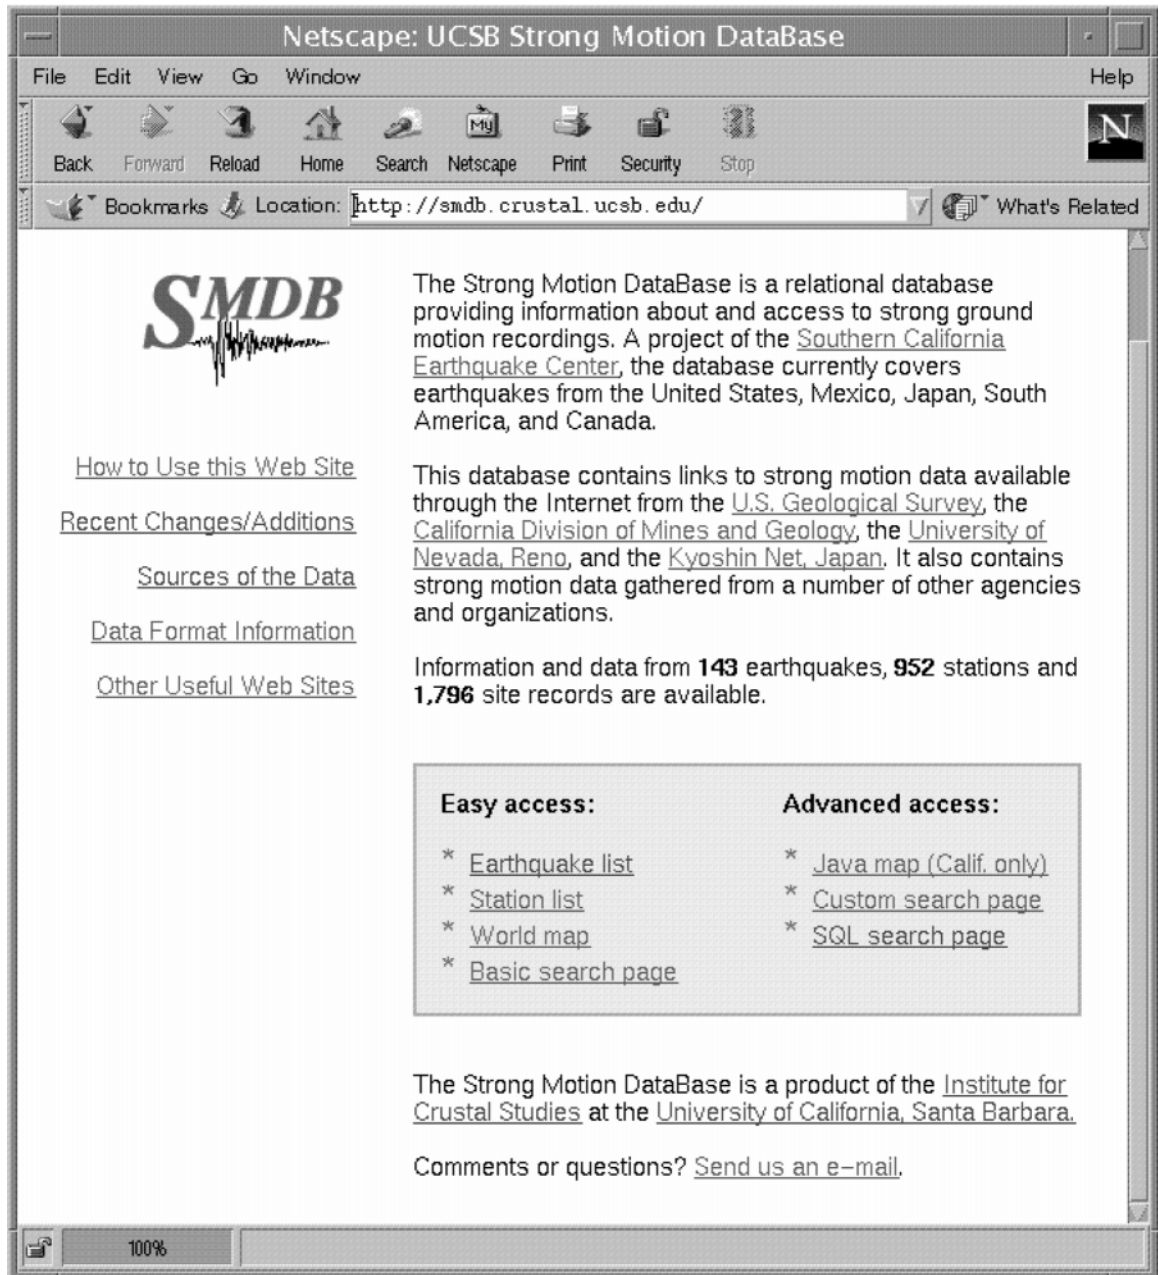 Netscape: UCSB Strong Motion DataBase
File Edit View Go Window Help
Back Forward Reload Home Search Netscape Print Security Stop
My
N
Bookmarks Location: http://smdb.crustal.ucsb.edu/ What's Related
SMDB
How to Use this Web Site
Recent Changes/Additions
Sources of the Data
Data Format Information
Other Useful Web Sites
The Strong Motion DataBase is a relational database
providing information about and access to strong ground
motion recordings. A project of the Southern California
Earthquake Center, the database currently covers
earthquakes from the United States, Mexico, Japan, South
America, and Canada.
This database contains links to strong motion data available
through the Internet from the U.S. Geological Survey, the
California Division of Mines and Geology, the University of
Nevada, Reno, and the Kyoshin Net, Japan. It also contains
strong motion data gathered from a number of other agencies
and organizations.
Information and data from 143 earthquakes, 952 stations and
1,796 site records are available.
Easy access:
* Earthquake list
* Station list
* World map
* Basic search page
Advanced access:
* Java map (Calif. only)
* Custom search page
* SQL search page
The Strong Motion DataBase is a product of the Institute for
Crustal Studies at the University of California, Santa Barbara.
Comments or questions? Send us an e-mail.
100%